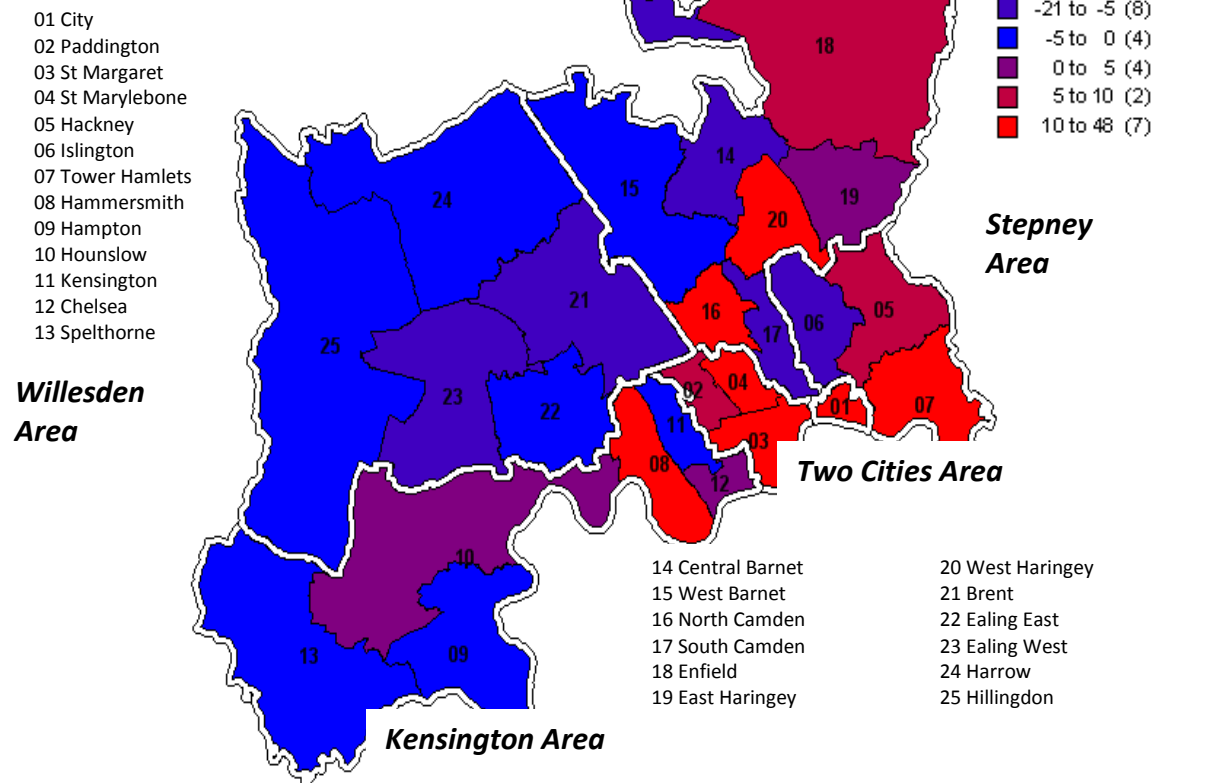 01 City
02 Paddington
03 St Margaret
04 St Marylebone
05 Hackney
06 Islington
07 Tower Hamlets
08 Hammersmith
09 Hampton
10 Hounslow
11 Kensington
12 Chelsea
13 Spelthorne
-21 to -5 (8)
-5 to 0 (4)
0 to 5 (4)
5 to 10 (2)
10 to 48 (7)
18
14
15
24
19
20
21
16
17
06
05
25
23
22
02
04
01
07
11
03
08
12
10
13
09
Stepney
Area
Willesden
Area
Two Cities Area
Kensington Area
14 Central Barnet
15 West Barnet
16 North Camden
17 South Camden
18 Enfield
19 East Haringey
20 West Haringey
21 Brent
22 Ealing East
23 Ealing West
24 Harrow
25 Hillingdon